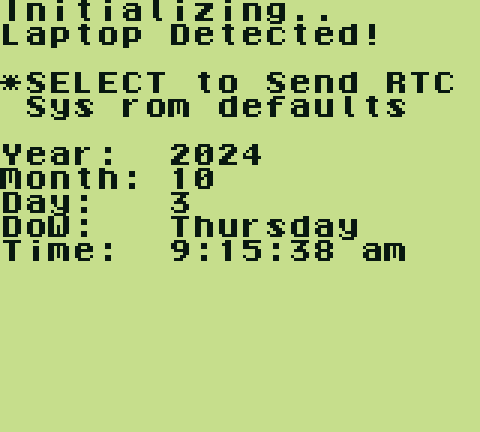 Initializing..
Laptop Detected!
*SELECT to Send RTC
Sys rom defaults
Year: 2024
Month: 10
Day: 3
DoW: Thursday
Time: 9:15:38 am